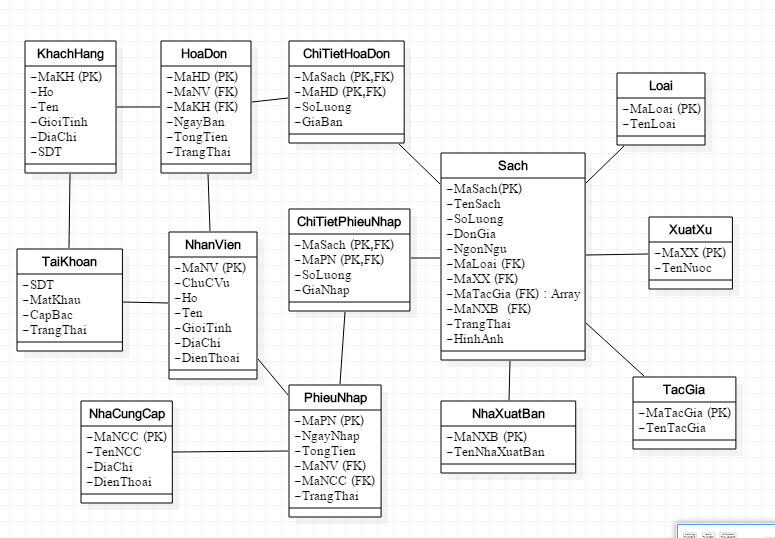 KhachHang
-MaKH (PK)
-Ho
-Ten
-GioiTinh
-DiaChi
-SDT
HoaDon
-MaHD (PK)
-MaNV (FK)
-MaKH (FK)
-NgayBan
-TongTien
-TrangThai
ChiTietHoaDon
-MaSach (PK,FK)
-MaHD (PK,FK)
-SoLuong
-GiaBan
Loai
-MaLoai (PK)
-TenLoai
Sach
-MaSach(PK)
-TenSach
-SoLuong
-DonGia
-NgonNgu
-MaLoai (FK)
-MaXX (FK)
-MaTacGia (FK) : Array
-MaNXB (FK)
-TrangThai
-HinhAnh
ChiTietPhieuNhap
-MaSach (PK,FK)
-MaPN (PK,FK)
-SoLuong
-GiaNhap
XuatXu
-MaXX (PK)
-TenNuoc
NhanVien
-MaNV (PK)
-ChuCVu
-Ho
-Ten
-GioiTinh
-DiaChi
-DienThoai
TaiKhoan
-SDT
-MatKhau
-CapBac
-TrangThai
TacGia
-MaTacGia (PK)
-TenTacGia
PhieuNhap
-MaPN (PK)
-NgayNhap
-TongTien
-MaNV (FK)
-MaNCC (FK)
-TrangThai
NhaCungCap
-MaNCC (PK)
-TenNCC
-DiaChi
-DienThoai
NhaXuatBan
-MaNXB (PK)
-TenNhaXuatBan